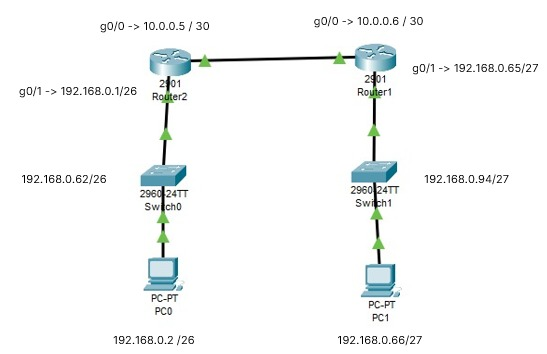 g0/0 -> 10.0.0.5 / 30
g0/0 -> 10.0.0.6 / 30
2901
Router2
2901
Router1
g0/1 -> 192.168.0.1/26
g0/1 -> 192.168.0.65/27
192.168.0.62/26
2960-24TT
Switch0
2960-24TT
Switch1
192.168.0.94/27
PC-PT
PC0
PC-PT
PC1
192.168.0.2 /26
192.168.0.66/27